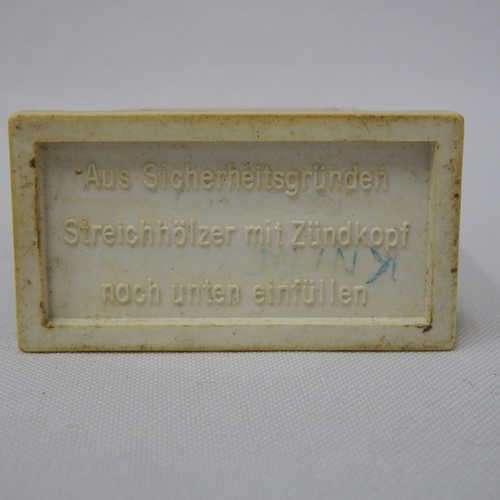 Aus Sicherheitsgründen
Streichhölzer mit Zündkopf
nach unten einfüllen